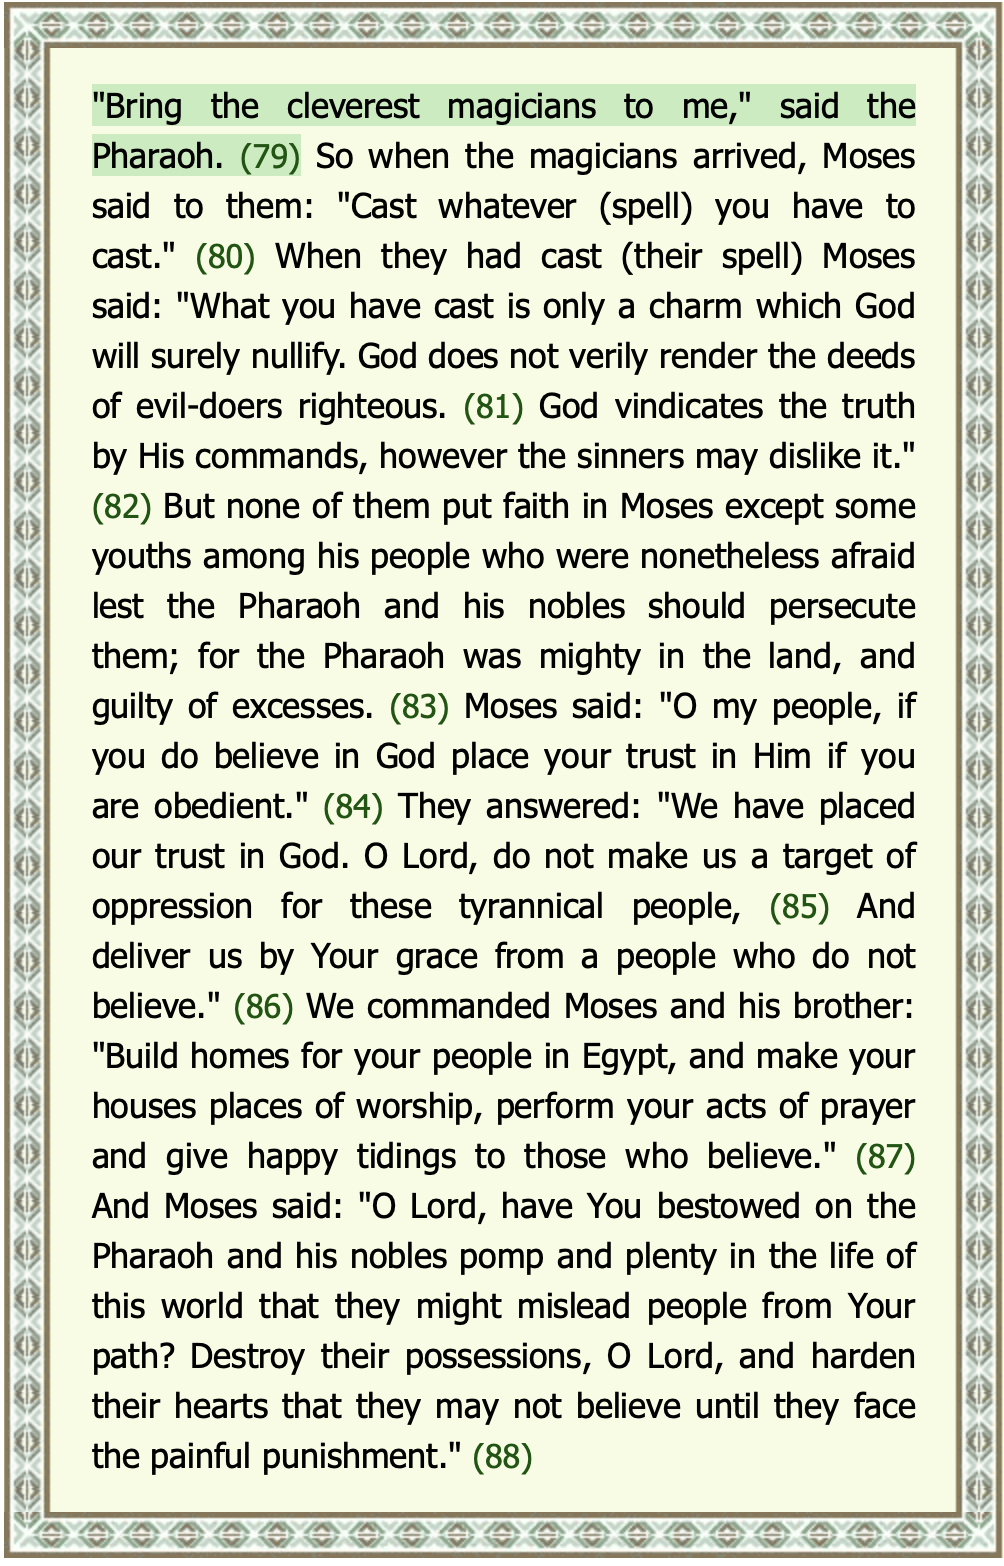 "Bring the cleverest magicians to me," said the
Pharaoh. (79) So when the magicians arrived, Moses
said to them: "Cast whatever (spell) you have to
cast." (80) When they had cast (their spell) Moses
said: "What you have cast is only a charm which God
will surely nullify. God does not verily render the deeds
of evil-doers righteous. (81) God vindicates the truth
by His commands, however the sinners may dislike it."
(82) But none of them put faith in Moses except some
youths among his people who were nonetheless afraid
lest the Pharaoh and his nobles should persecute
them; for the Pharaoh was mighty in the land, and
guilty of excesses. (83) Moses said: "O my people, if
you do believe in God place your trust in Him if you
are obedient." (84) They answered: "We have placed
our trust in God. O Lord, do not make us a target of
oppression for these tyrannical people, (85) And
deliver us by Your grace from a people who do not
believe." (86) We commanded Moses and his brother:
"Build homes for your people in Egypt, and make your
houses places of worship, perform your acts of prayer
and give happy tidings to those who believe." (87)
And Moses said: "O Lord, have You bestowed on the
Pharaoh and his nobles pomp and plenty in the life of
this world that they might mislead people from Your
path? Destroy their possessions, O Lord, and harden
their hearts that they may not believe until they face
the painful punishment." (88)